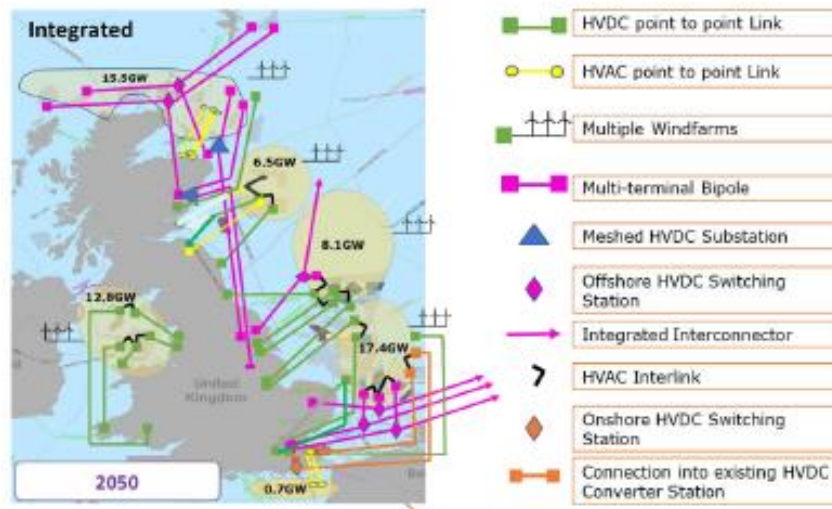 Integrated
15.5GW
6.5GW
8.1GW
12.8GW
17.4GW
United
Kingdom
0.7GW
2050
HVDC point to point Link
HVAC point to point Link
Multiple Windfarms
Multi-terminal Bipole
Meshed HVDC Substation
Offshore HVDC Switching
Station
Integrated Interconnector
HVAC Interlink
Onshore HVDC Switching
Station
Connection into existing HVDC
Converter Station